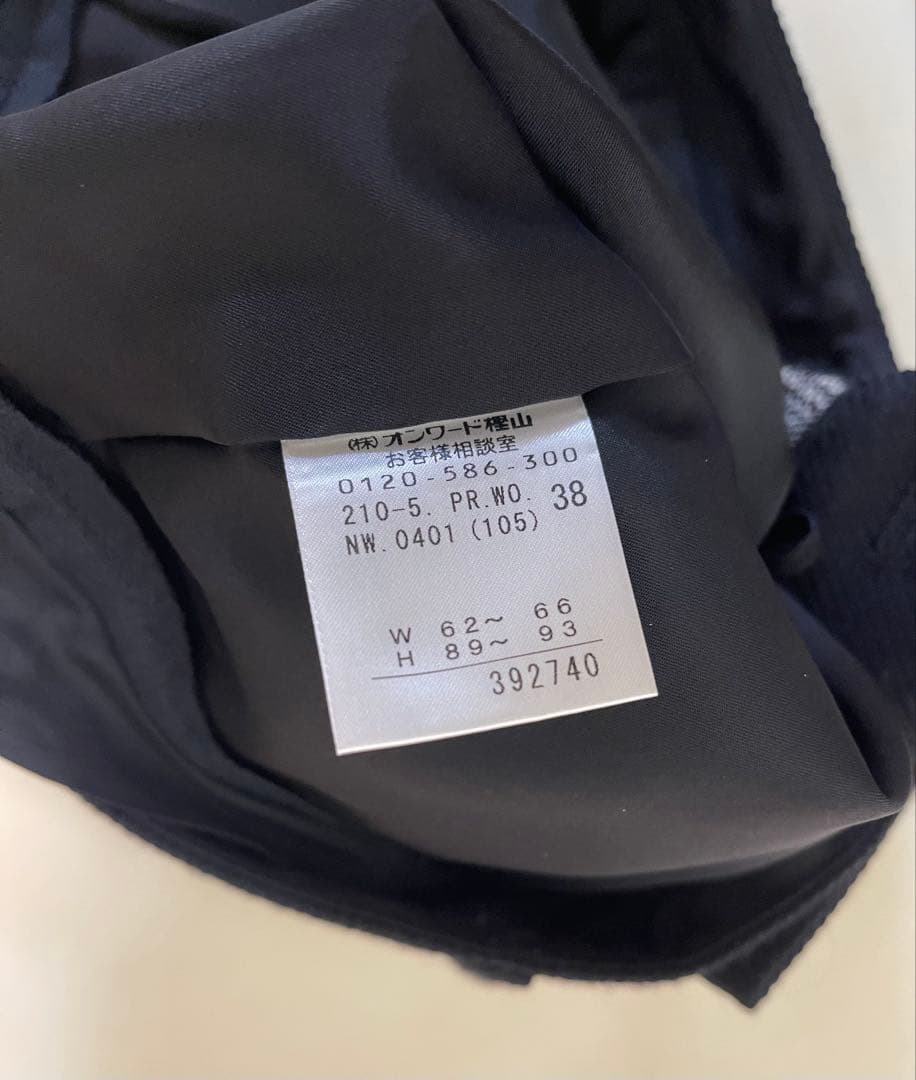 (株)オンワード樫山
お客様相談室
0120-586-300
210-5. PR.WO. 38
NW.0401 (105)
W 62～ 66
H 89～ 93
392740